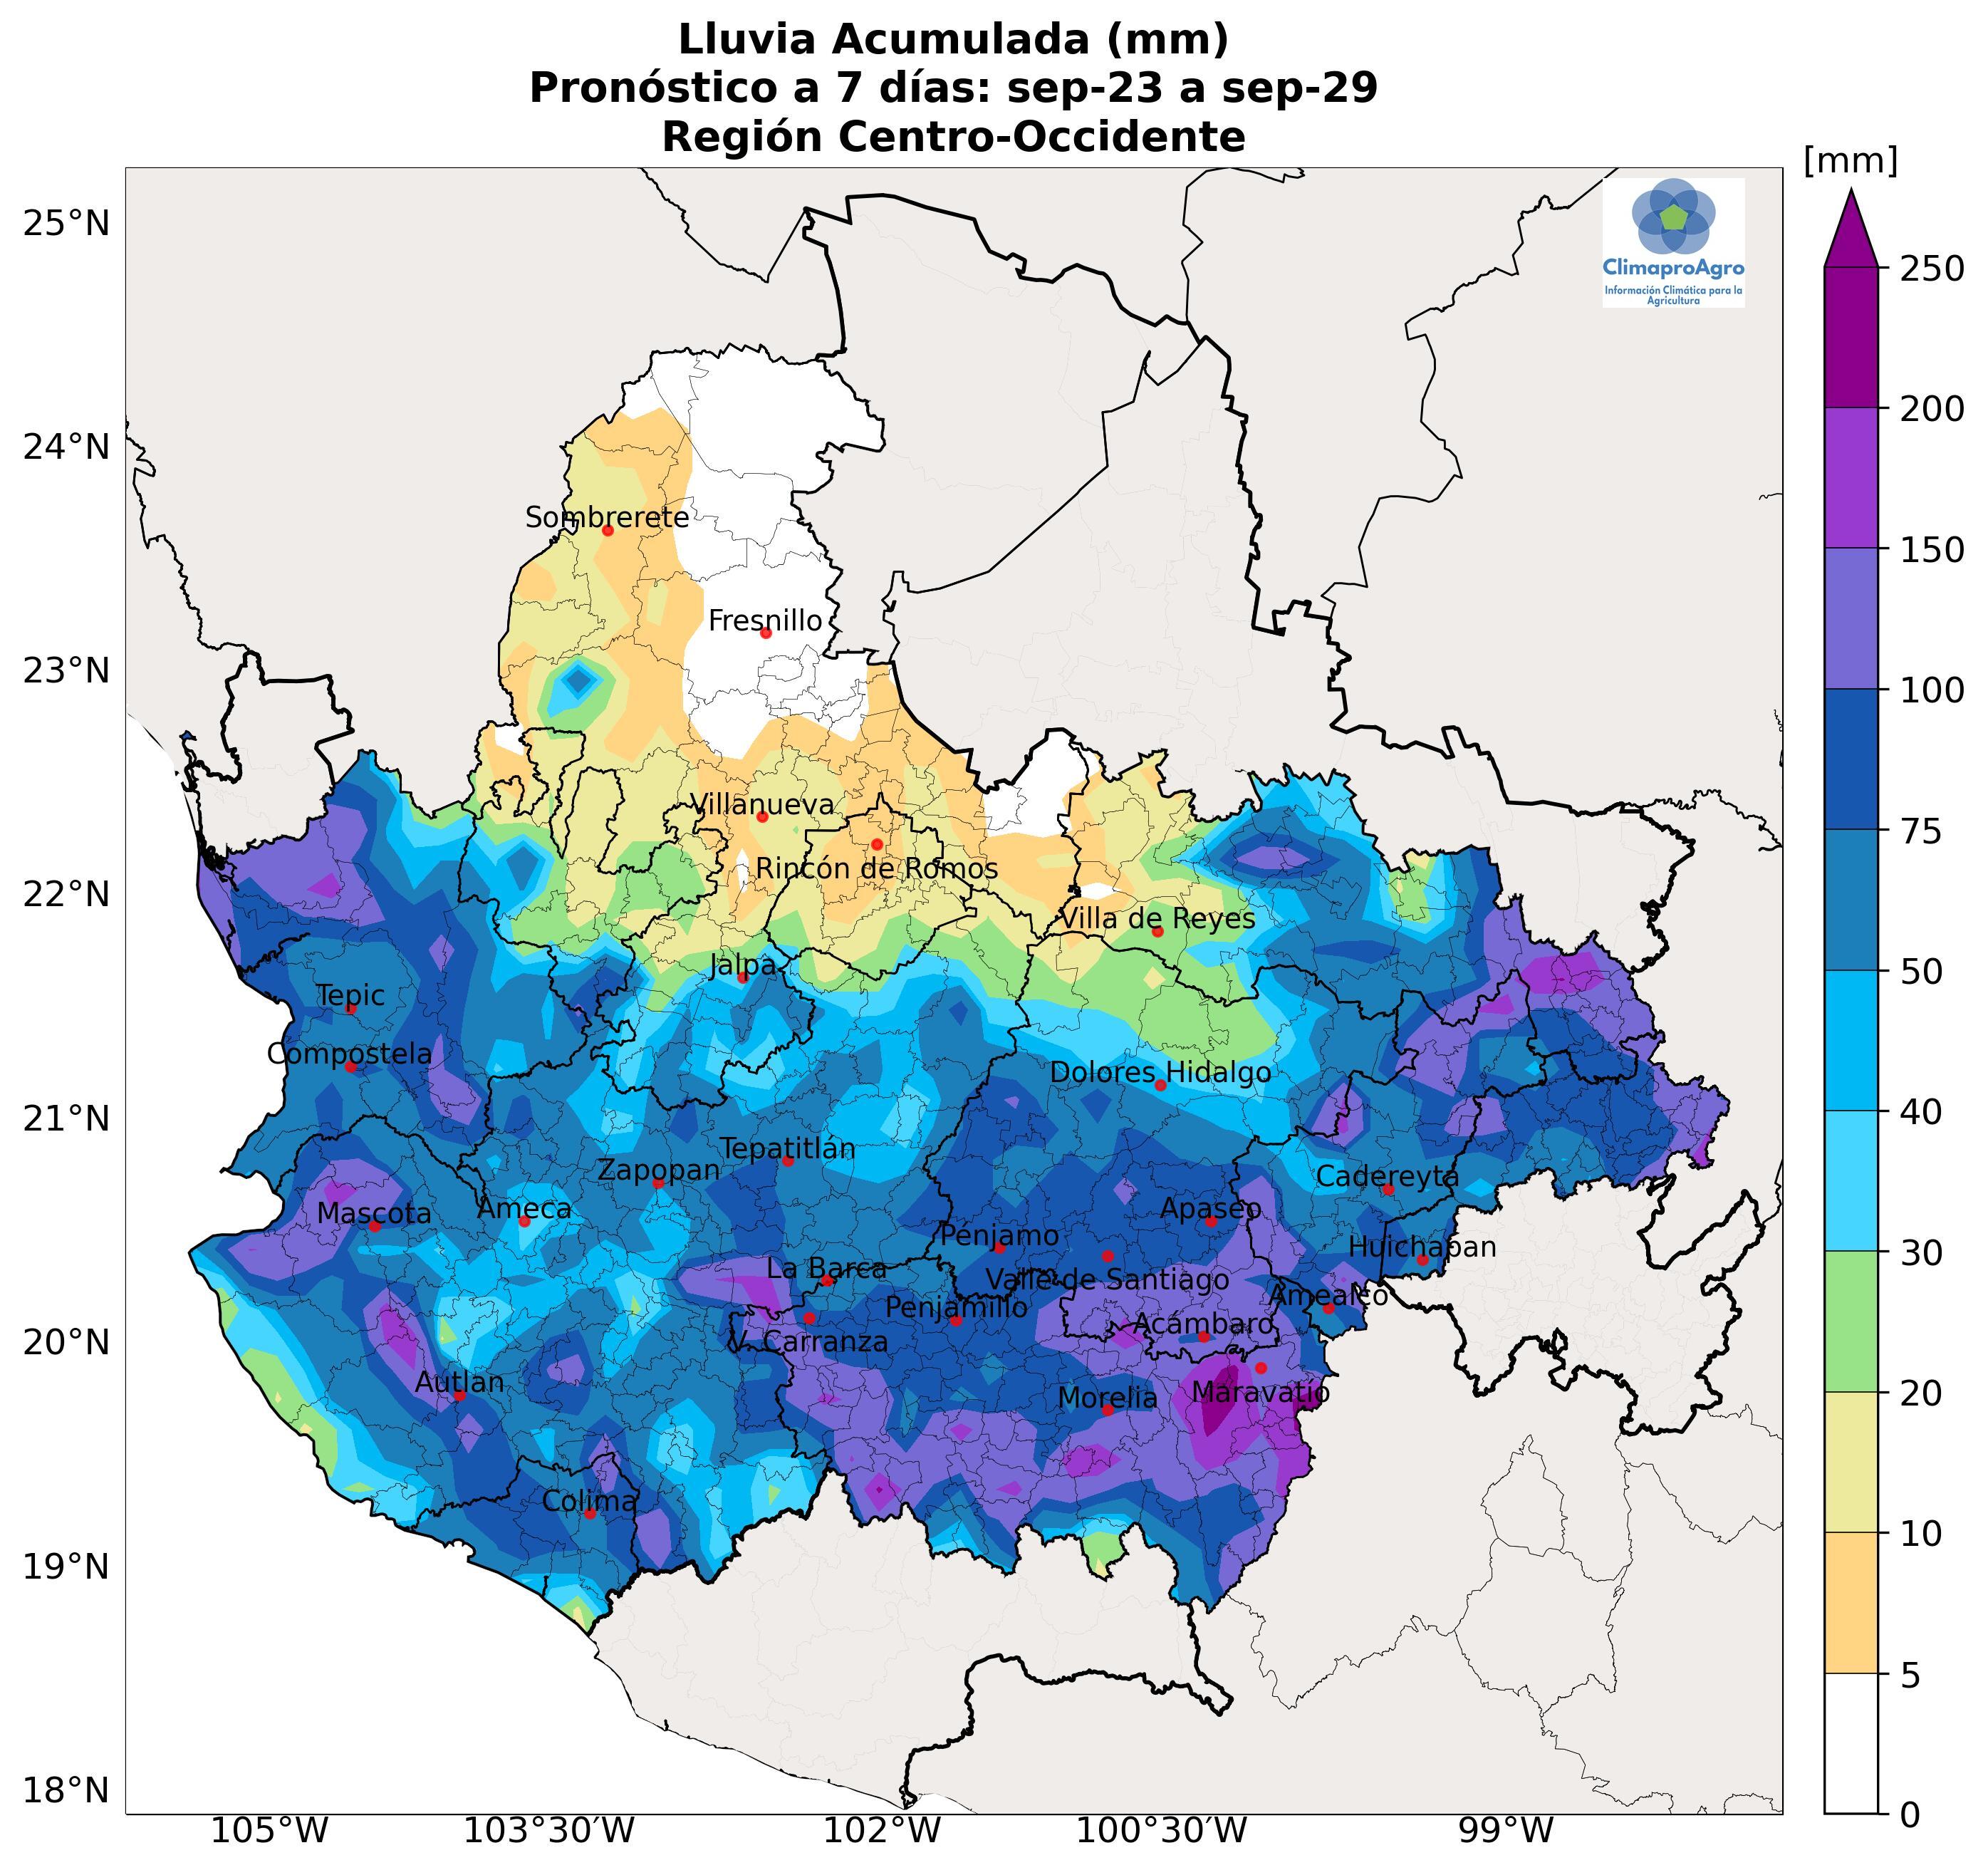 Lluvia Acumulada (mm)
Pronóstico a 7 días: sep-23 a sep-29
Región Centro-Occidente
[mm]
25°N
24°N
23°N
22°N
21°N
20°N
19°N
18°N
ClimaproAgro
Información Climática para la
Agricultura
Sombrerete
Fresnillo
Villanueva
Rincón de Romos
Villa de Reyes
Jalpa
Tepic
Compostela
Dolores Hidalgo
Tepatitlán
Zapopan
Cadereyta
Ameca
Mascota
Apaseo
Penjamo
Huichapan
La Barca
Valle de Santiago
Amealco
Penjamillo
Acámbaro
V. Carranza
Autlan
Morelia
Maravatío
Colima
105°W
103°30'W
102°W
100°30'W
99°W
250
200
150
100
75
50
40
30
20
10
5
0